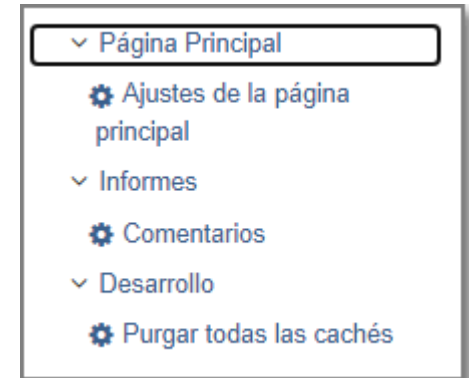 Página Principal
Ajustes de la página
principal
Informes
Comentarios
Desarrollo
Purgar todas las cachés